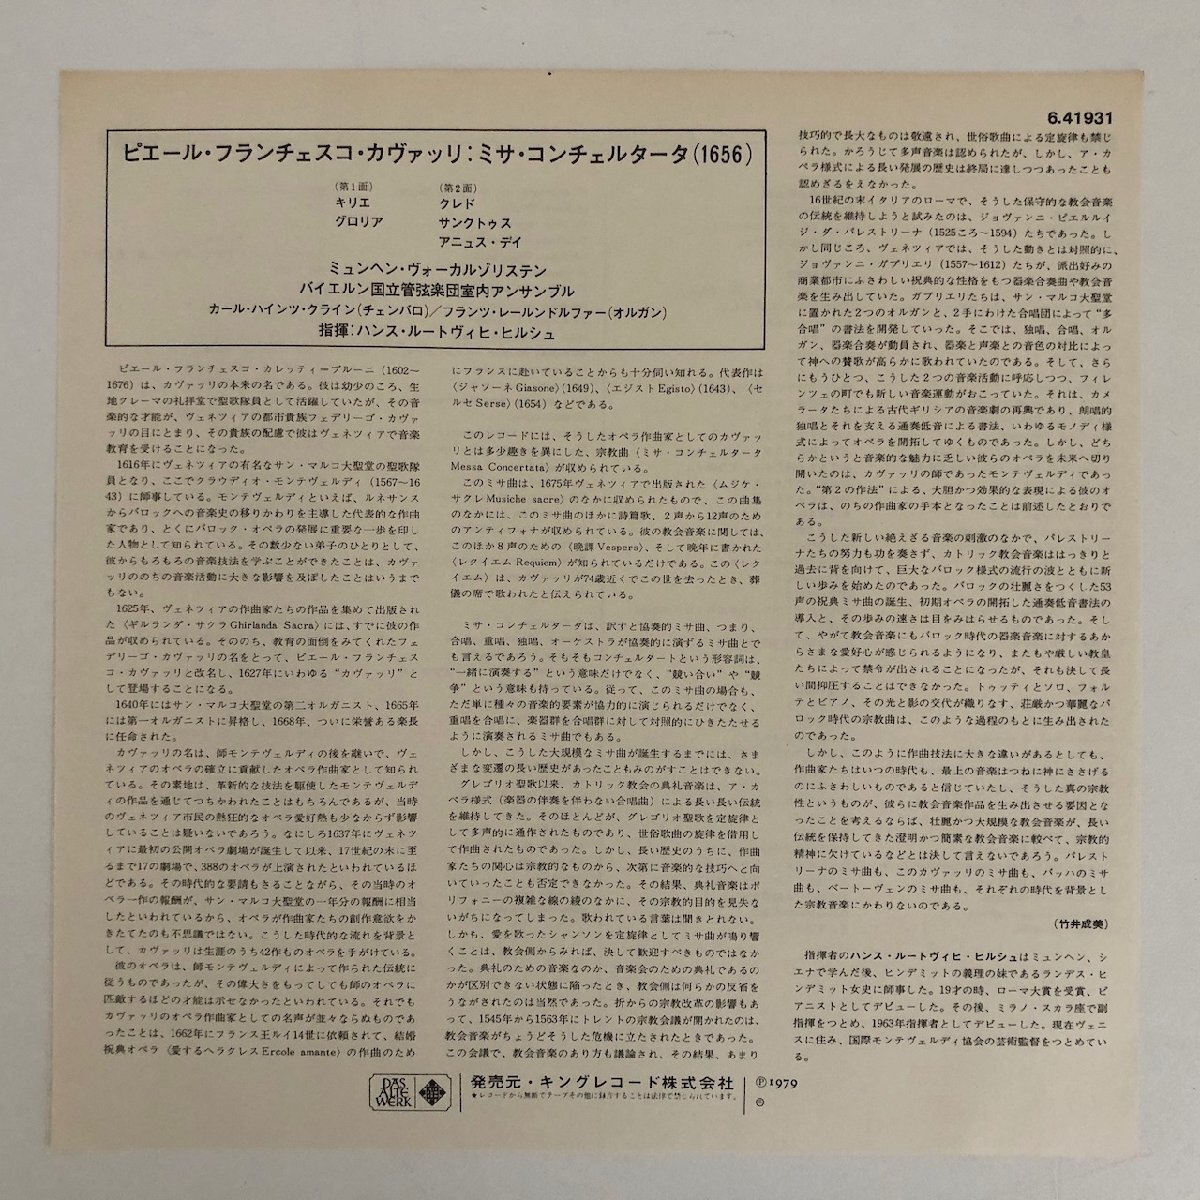 6.41931
ピエール・フランチェスコ・カヴァッリ：ミサ・コンチェルタータ(1656)
(第1面)
キリエ
グロリア
(第2面)
クレド
サンクトゥス
アニュス・デイ
ミュンヘン・ヴォーカルゾリステン
バイエルン国立管弦楽団室内アンサンブル
カール・ハインツ・クライン(チェンバロ)／フランツ・レールンドルファー(オルガン)
指揮：ハンス・ルートヴィヒ・ヒルシュ
ピエール・フランチェスコ・カレッティ＝ブルーニ (1602〜
1676) は、カヴァッリの本来の名である。彼は幼少のころ、生
地クレーマの礼拝堂で聖歌隊員として活躍していたが、その音
楽的な才能が、ヴェネツィアの都市貴族フェデリーゴ・カヴァ
ッリの目にとまり、その貴族の配慮で彼はヴェネツィアで音楽
教育を受けることになった。
1616年にヴェネツィアの有名なサン・マルコ大聖堂の聖歌隊
員となり、ここでクラウディオ・モンテヴェルディ (1567〜16
43) に師事している。モンテヴェルディといえば、ルネサンス
からバロックへの音楽史の移りかわりを主導した代表的な作曲
家であり、とくにバロック・オペラの発展に重要な一歩を印し
た人物として知られている。その数少ない弟子のひとりとして、
彼からもろもろの音楽技法を学ぶことができたことは、カヴァ
ッリののちの音楽活動に大きな影響を及ぼしたことはいうまで
もない。
1625年、ヴェネツィアの作曲家たちの作品を集めて出版され
た〈ギルランダ・サクラ Ghirlanda Sacra〉には、すでに彼の作
品が収められている。そののち、教育の面倒をみてくれたフェ
デリーゴ・カヴァッリの名をとって、ピエール・フランチェス
コ・カヴァッリと改名し、1627年にいわゆる “カヴァッリ” と
して登場することになる。
1640年にはサン・マルコ大聖堂の第二オルガニスト、1665年
には第一オルガニストに昇格し、1668年、ついに栄誉ある楽長
に任命された。
カヴァッリの名は、師モンテヴェルディの後を継いで、ヴェ
ネツィアのオペラの確立に貢献したオペラ作曲家として知られ
ている。その素地は、革新的な技法を駆使したモンテヴェルデ
ィの作品を通じてつちかわれたことはもちろんであるが、当時
のヴェネツィア市民の熱狂的なオペラ愛好熱も少なからず影響
していることは疑いないであろう。なにしろ1637年にヴェネツ
ィアに最初の公開オペラ劇場が誕生して以来、17世紀の末に至
るまで17の劇場で、388のオペラが上演されたといわれているほ
どである。その時代的な要請もさることながら、その当時のオ
ペラ一作の報酬が、サン・マルコ大聖堂の一年分の報酬に相当
したといわれているから、オペラが作曲家たちの創作意欲をか
きたてたのも不思議ではない。こうした時代的な流れを背景と
して、カヴァッリは生涯のうち42作ものオペラを手がけている。
彼のオペラは、師モンテヴェルディによって作られた伝統に
従うものであったが、その偉大さをもってしても師のオペラに
匹敵するほどの才能は示せなかったといわれている。それでも
カヴァッリのオペラ作曲家としての名声が並々ならぬものであ
ったことは、1662年にフランス王ルイ14世に依頼されて、結婚
祝典オペラ〈愛するヘラクレス Ercole amante〉の作曲のため
にフランスに赴いていることからも十分伺い知れる。代表作は
〈ジャゾーネ Giasone〉(1649)、〈エジスト Egisto〉(1643)、〈セ
ルセ Serse〉(1654) などである。
このレコードには、そうしたオペラ作曲家としてのカヴァッ
リとは多少趣きを異にした、宗教曲〈ミサ・コンチェルタータ
Messa Concertata〉が収められている。
このミサ曲は、1675年ヴェネツィアで出版された〈ムジケ・
サクレ Musiche sacre〉のなかに収められたもので、この曲集
のなかには、このミサ曲のほかに詩篇歌、2声から12声のため
のアンティフォナが収められている。彼の教会音楽に関しては、
このほか8声のための〈晩課 Vespero〉、そして晩年に書かれた
〈レクイエム Requiem〉が知られているだけである。この〈レク
イエム〉は、カヴァッリが74歳近くでこの世を去ったとき、葬
儀の席で歌われたと伝えられている。
ミサ・コンチェルタータは、訳すと協奏的ミサ曲、つまり、
合唱、重唱、独唱、オーケストラが協奏的に演ずるミサ曲とで
も言えるであろう。そもそもコンチェルタートという形容詞は、
“一緒に演奏する” という意味だけでなく、“競い合い” や “競
争” という意味も持っている。従って、このミサ曲の場合も、
ただ単に種々の音楽的要素が協力的に演じられるだけでなく、
重唱を合唱に、楽器群を合唱群に対して対照的にひきたたせる
ように演奏されるミサ曲でもある。
しかし、こうした大規模なミサ曲が誕生するまでには、さま
ざまな変遷の長い歴史があったこともみのがすことはできない。
グレゴリオ聖歌以来、カトリック教会の典礼音楽は、ア・カ
ペラ様式 (楽器の伴奏を伴わない合唱曲) による長い長い伝統
を維持してきた。そのほとんどが、グレゴリオ聖歌を定旋律と
して多声的に通作されたものであり、世俗歌曲の旋律を借用し
て作曲されたものであった。しかし、長い歴史のうちに、作曲
家たちの関心は宗教的なものから、次第に音楽的な技巧へと向
いていったことも否定できなかった。その結果、典礼音楽はポ
リフォニーの複雑な線の綾のなかに、その宗教的目的を見失な
いがちになってしまった。歌われている言葉は聞きとれない。
しかも、愛を歌ったシャンソンを定旋律としてミサ曲が鳴り響
くことは、教会側からみれば、決して歓迎すべきものではなか
った。典礼のための音楽なのか、音楽会のための典礼であるの
かが区別できない状態に陥ったとき、教会側は何らかの反省を
うながされたのは当然であった。折からの宗教改革の影響もあ
って、1545年から1563年にトレントの宗教会議が開かれたのは、
教会音楽がちょうどそうした危機に立たされたときであった。
この会議で、教会音楽のあり方も議論され、その結果、あまり
技巧的で長大なものは敬遠され、世俗歌曲による定旋律も禁じ
られた。かろうじて多声音楽は認められたが、しかし、ア・カ
ペラ様式による長い発展の歴史は終局に達しつつあったことも
認めざるをえなかった。
16世紀の末イタリアのローマで、そうした保守的な教会音楽
の伝統を維持しようと試みたのは、ジョヴァンニ・ピエルルイ
ジ・ダ・パレストリーナ (1525ころ〜1594) たちであった。し
かし同じころ、ヴェネツィアでは、そうした動きとは対照的に、
ジョヴァンニ・ガブリエリ (1557〜1612) たちが、派出好みの
商業都市にふさわしい祝典的な性格をもつ器楽合奏曲や教会音
楽を生み出していた。ガブリエリたちは、サン・マルコ大聖堂
に置かれた2つのオルガンと、2手にわけた合唱団によって “多
合唱” の書法を開発していった。そこでは、独唱、合唱、オル
ガン、器楽合奏が動員され、器楽と声楽との音色の対比によっ
て神への賛歌が高らかに歌われていたのである。そして、さら
にもうひとつ、こうした2つの音楽活動に呼応しつつ、フィレ
ンツェの町でも新しい音楽運動がおこっていた。それは、カメ
ラータたちによる古代ギリシアの音楽劇の再興であり、朗唱的
独唱とそれを支える通奏低音による書法、いわゆるモノディ様
式によってオペラを開拓してゆくものであった。しかし、どち
らかというと音楽的な魅力に乏しい彼らのオペラを未来へ切り
開いたのは、カヴァッリの師であったモンテヴェルディであっ
た。“第2の作法” による、大胆かつ効果的な表現による彼のオ
ペラは、のちの作曲家の手本となったことは前述したとおりで
ある。
こうした新しい絶えざる音楽の刺激のなかで、パレストリー
ナたちの努力も功を奏さず、カトリック教会音楽ははっきりと
過去に背を向けて、巨大なバロック様式の流行の波とともに新
しい歩みを始めたのであった。バロックの壮麗さをつくした53
声の祝典ミサ曲の誕生、初期オペラの開拓した通奏低音書法の
導入と、その歩みの速さは目をみはらせるものであった。そし
て、やがて教会音楽にもバロック時代の器楽音楽に対するあか
らさまな愛好心が感じられるようになり、またもや厳しい教皇
たちによって禁令が出されることになったが、それも決して長
い間抑圧することはできなかった。トゥッティとソロ、フォル
テとピアノ、その光と影の交代が織りなす、荘厳かつ華麗なバ
ロック時代の宗教曲は、このような過程のもとに生み出された
のであった。
しかし、このように作曲技法に大きな違いがあるとしても、
作曲家たちはいつの時代も、最上の音楽はつねに神にささげる
のにふさわしいものであると信じていたし、そうした真の宗教
性というものが、彼らに教会音楽作品を生み出させる要因とな
ったことを考えるならば、壮麗かつ大規模な教会音楽が、長い
伝統を保持してきた澄明かつ簡素な教会音楽に較べて、宗教的
精神に欠けているなどとは決して言えないであろう。パレスト
リーナのミサ曲も、このカヴァッリのミサ曲も、バッハのミサ
曲も、ベートーヴェンのミサ曲も、それぞれの時代を背景とし
た宗教音楽にかわりないのである。
(竹井成美)
指揮者のハンス・ルートヴィヒ・ヒルシュはミュンヘン、シ
エナで学んだ後、ヒンデミットの義理の妹であるランデス・ヒ
ンデミット女史に師事した。19才の時、ローマ大賞を受賞、ピ
アニストとしてデビューした。その後、ミラノ・スカラ座で副
指揮をつとめ、1963年指揮者としてデビューした。現在ヴェニ
スに住み、国際モンテヴェルディ協会の芸術監督をつとめてい
る。
DAS ALTE WERK
発売元・キングレコード株式会社
★レコードから無断でテープその他に録音することは法律で禁じられています。
Ⓟ1979
®